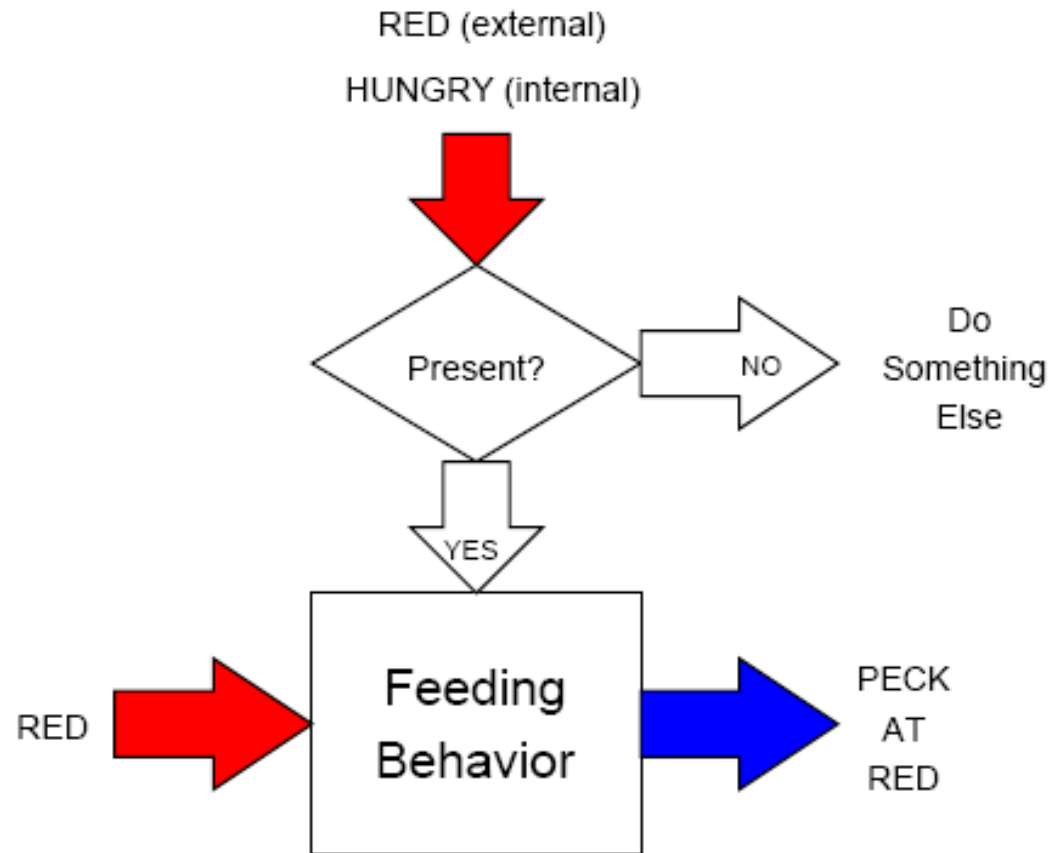 RED (external)
HUNGRY (internal)
Present?
NO
Do
Something
Else
YES
RED
Feeding
Behavior
PECK
AT
RED